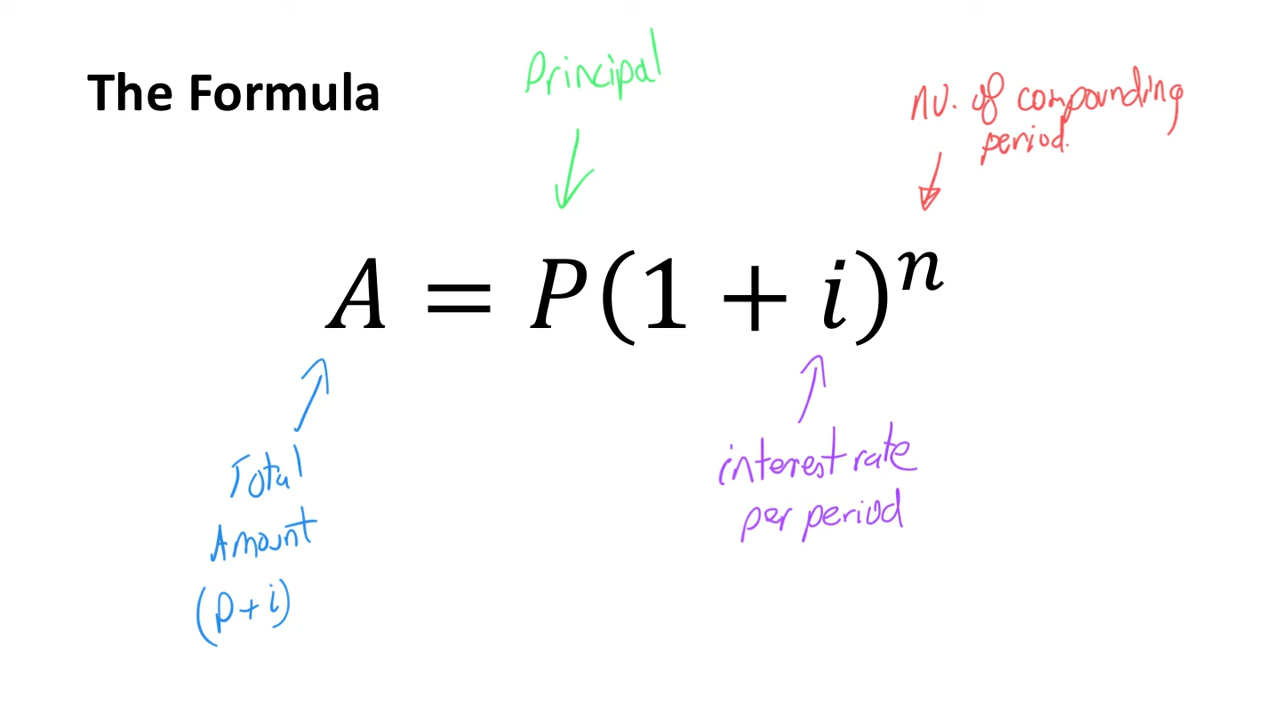 The Formula
Principal
no. of compounding
period.
A = P(1 + i)ⁿ
Total
Amount
(P+i)
interest rate
per period